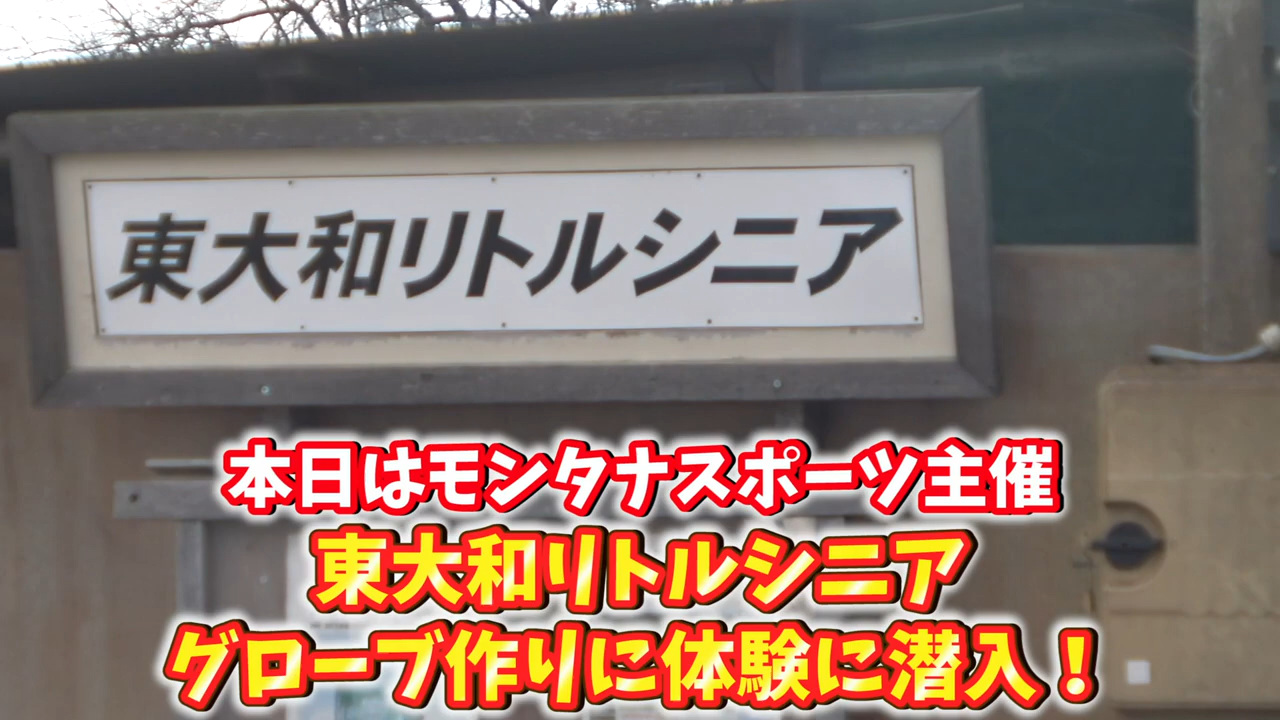 東大和リトルシニア
本日はモンタナスポーツ主催
東大和リトルシニア
グローブ作りに体験に潜入！